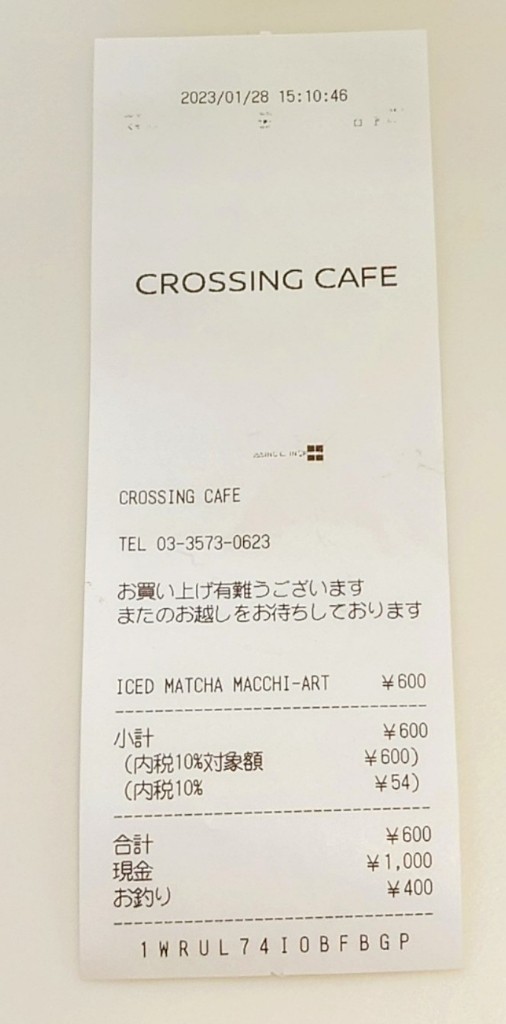 2023/01/28 15:10:46
CROSSING CAFE
CROSSING CAFE
TEL 03-3573-0623
お買い上げ有難うございます
またのお越しをお待ちしております
ICED MATCHA MACCHI-ART ¥600
小計 ¥600
(内税10%対象額 ¥600)
(内税10% ¥54)
合計 ¥600
現金 ¥1,000
お釣り ¥400
1WRUL74IOBFBGP